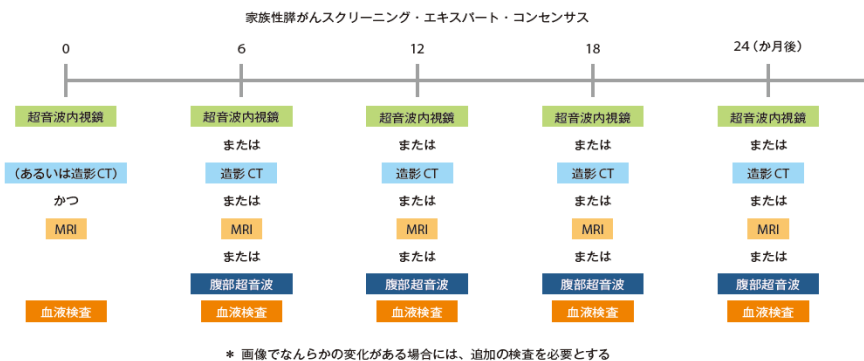 家族性膵がんスクリーニング・エキスパート・コンセンサス
0 6 12 18 24（か月後）
超音波内視鏡 超音波内視鏡 超音波内視鏡 超音波内視鏡 超音波内視鏡
または または または または
（あるいは造影CT） 造影CT 造影CT 造影CT 造影CT
かつ または または または または
MRI MRI MRI MRI MRI
または または または または
腹部超音波 腹部超音波 腹部超音波 腹部超音波
血液検査 血液検査 血液検査 血液検査 血液検査
＊ 画像でなんらかの変化がある場合には、追加の検査を必要とする